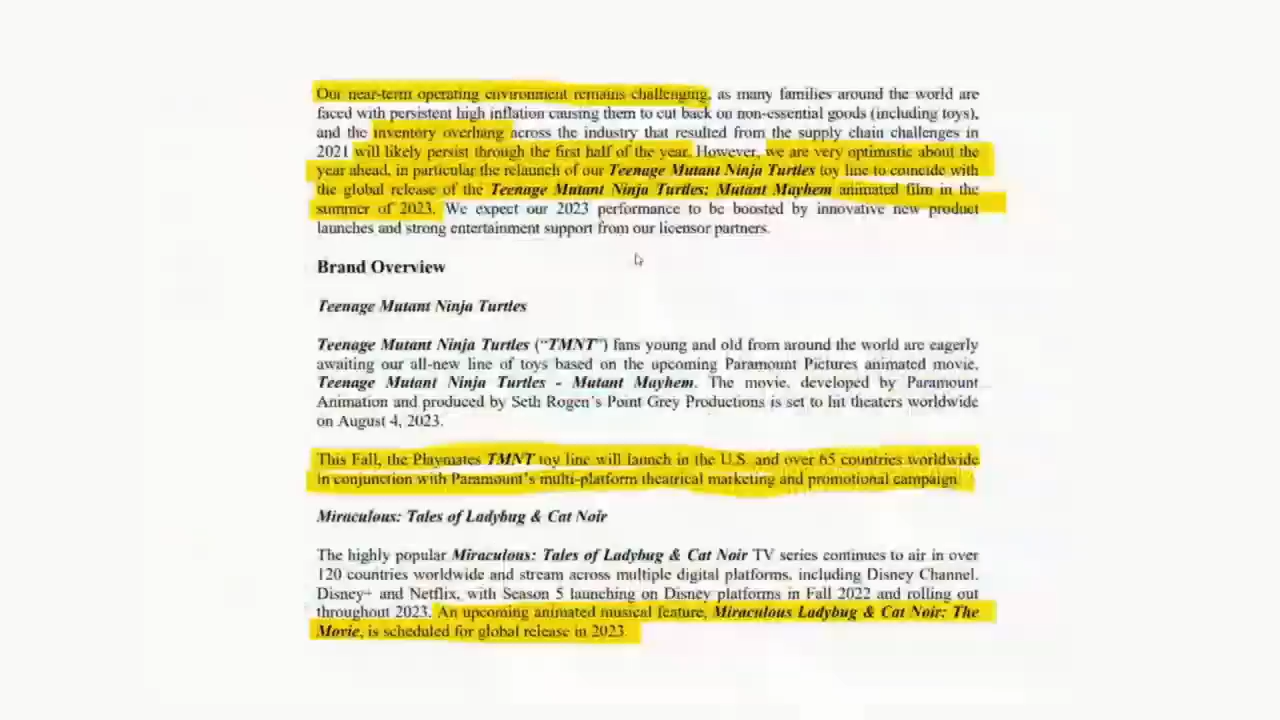 Our near-term operating environment remains challenging, as many families around the world are
faced with persistent high inflation causing them to cut back on non-essential goods (including toys),
and the inventory overhang across the industry that resulted from the supply chain challenges in
2021 will likely persist through the first half of the year. However, we are very optimistic about the
year ahead, in particular the relaunch of our Teenage Mutant Ninja Turtles toy line to coincide with
the global release of the Teenage Mutant Ninja Turtles: Mutant Mayhem animated film in the
summer of 2023. We expect our 2023 performance to be boosted by innovative new product
launches and strong entertainment support from our licensor partners.
Brand Overview
Teenage Mutant Ninja Turtles
Teenage Mutant Ninja Turtles (“TMNT”) fans young and old from around the world are eagerly
awaiting our all-new line of toys based on the upcoming Paramount Pictures animated movie,
Teenage Mutant Ninja Turtles - Mutant Mayhem. The movie, developed by Paramount
Animation and produced by Seth Rogen’s Point Grey Productions is set to hit theaters worldwide
on August 4, 2023.
This Fall, the Playmates TMNT toy line will launch in the U.S. and over 65 countries worldwide
in conjunction with Paramount’s multi-platform theatrical marketing and promotional campaign.
Miraculous: Tales of Ladybug & Cat Noir
The highly popular Miraculous: Tales of Ladybug & Cat Noir TV series continues to air in over
120 countries worldwide and stream across multiple digital platforms, including Disney Channel,
Disney+ and Netflix, with Season 5 launching on Disney platforms in Fall 2022 and rolling out
throughout 2023. An upcoming animated musical feature, Miraculous Ladybug & Cat Noir: The
Movie, is scheduled for global release in 2023.